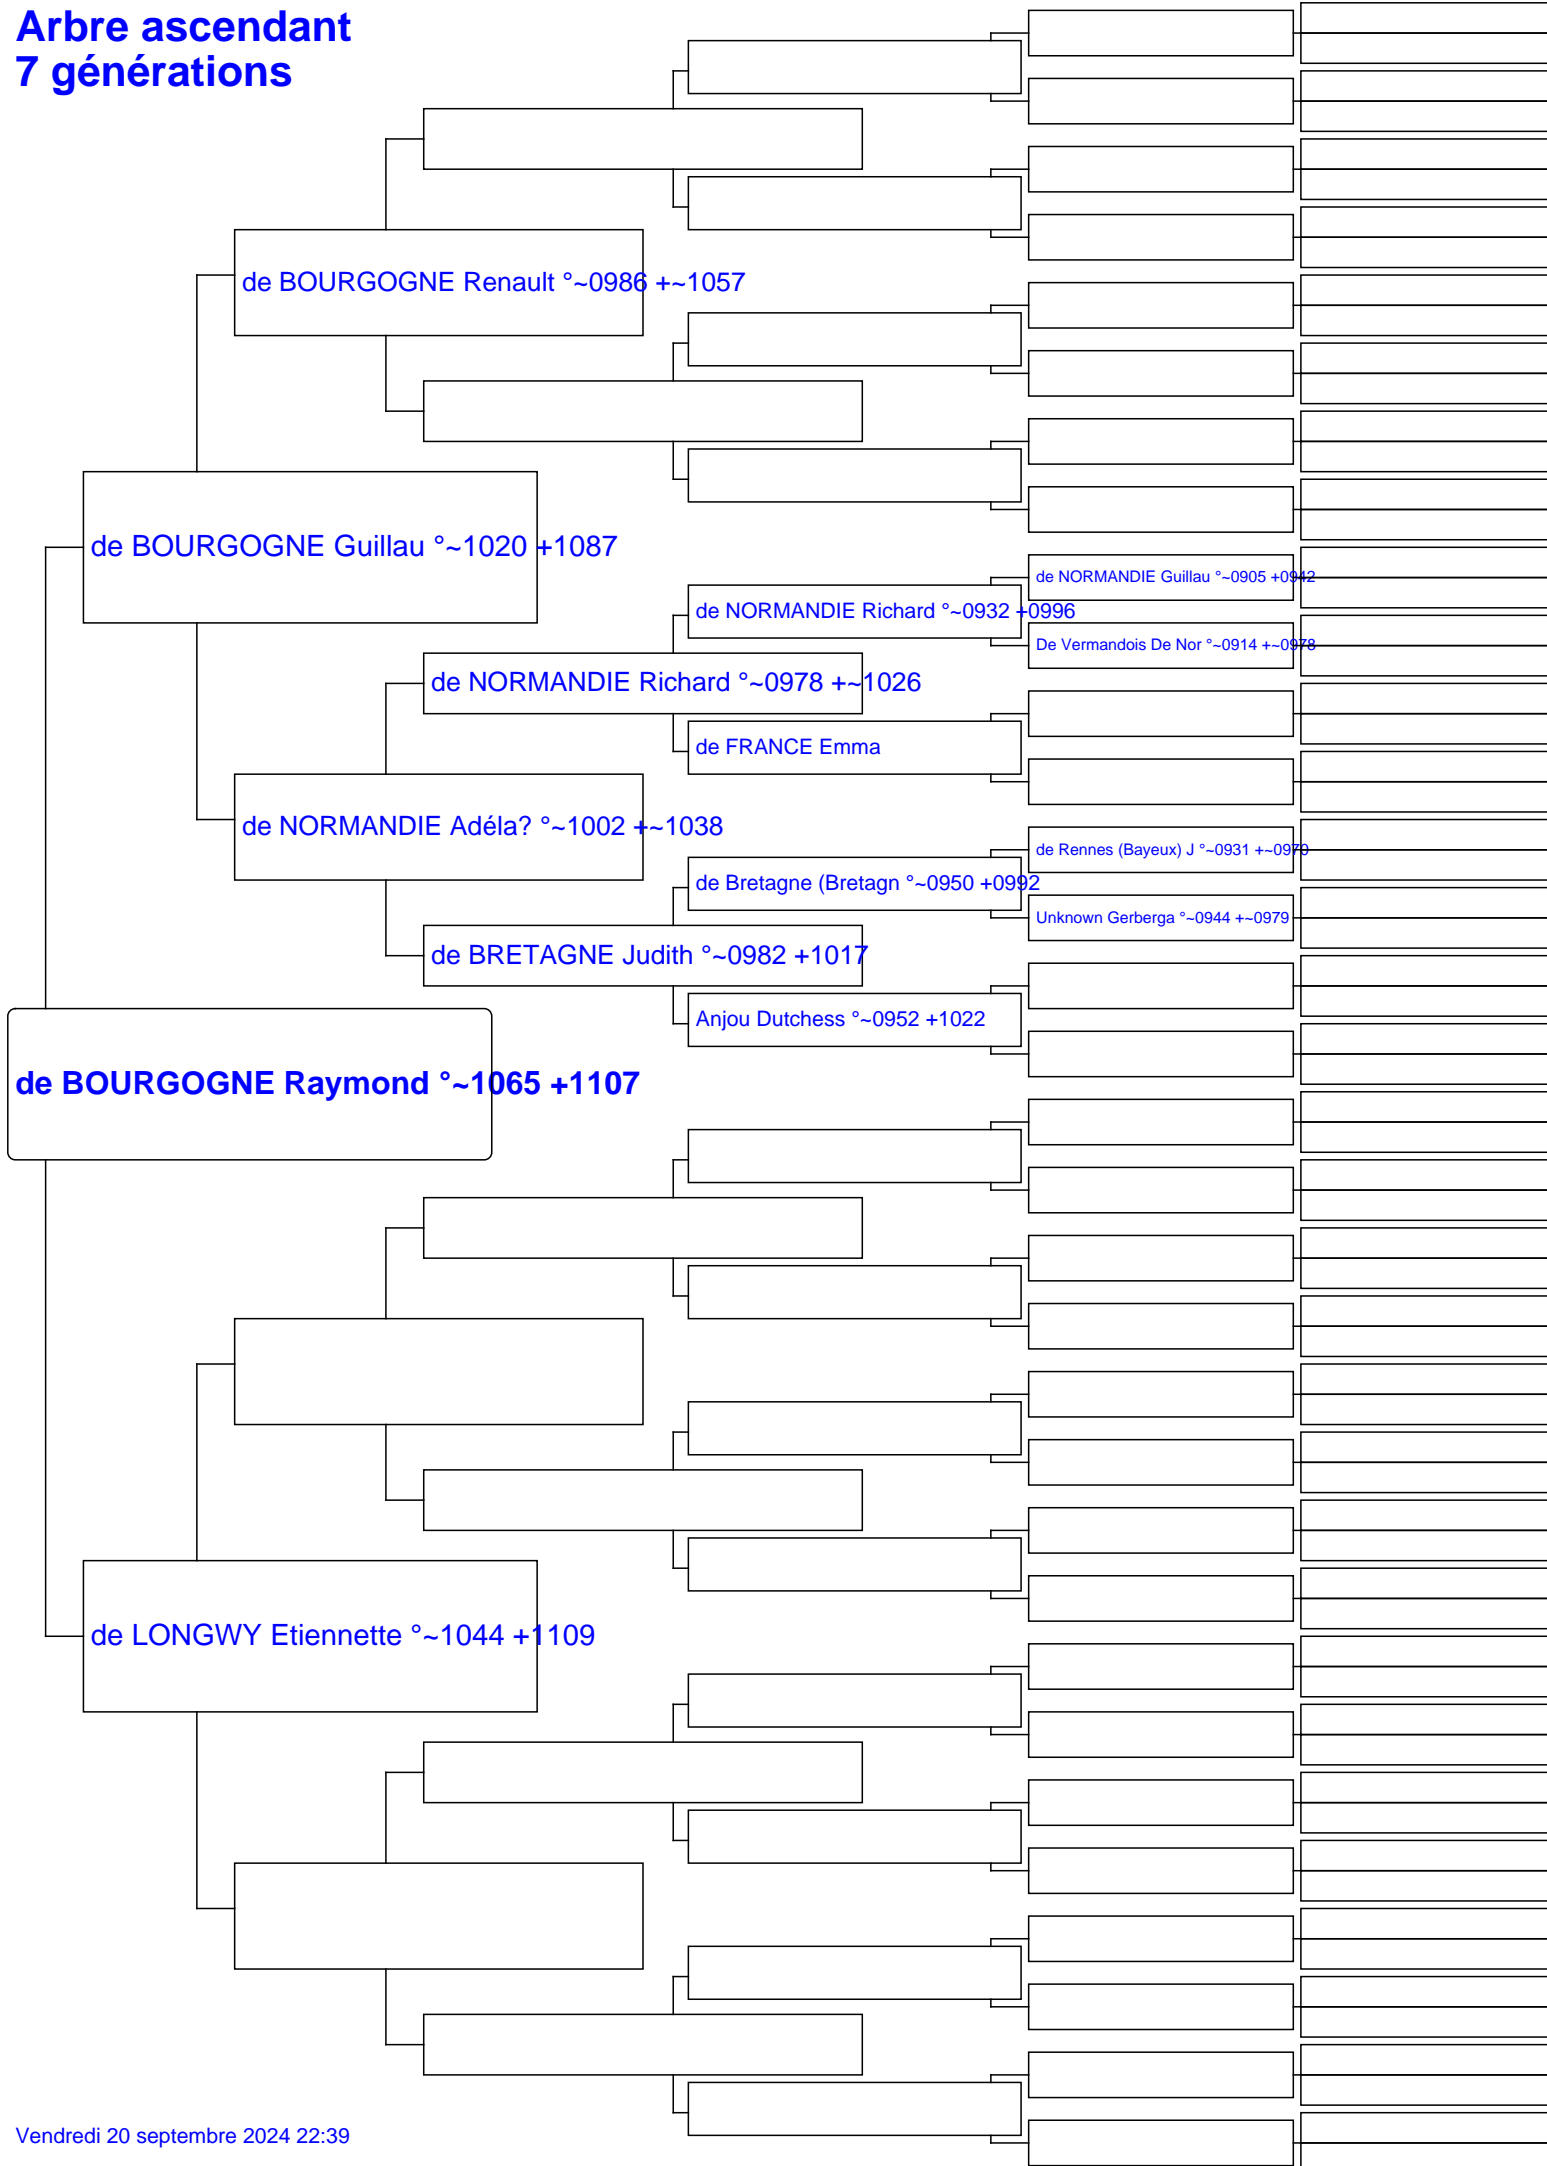 Arbre ascendant
7 générations
de BOURGOGNE Renault °~0986 +~1057
de BOURGOGNE Guillau °~1020 +1087
de NORMANDIE Guillau °~0905 +0942
de NORMANDIE Richard °~0932 +0996
De Vermandois De Nor °~0914 +~0978
de NORMANDIE Richard °~0978 +~1026
de FRANCE Emma
de NORMANDIE Adéla? °~1002 +~1038
de Rennes (Bayeux) J °~0931 +~0970
de Bretagne (Bretagn °~0950 +0992
Unknown Gerberga °~0944 +~0979
de BRETAGNE Judith °~0982 +1017
Anjou Dutchess °~0952 +1022
de BOURGOGNE Raymond °~1065 +1107
de LONGWY Etiennette °~1044 +1109
Vendredi 20 septembre 2024 22:39